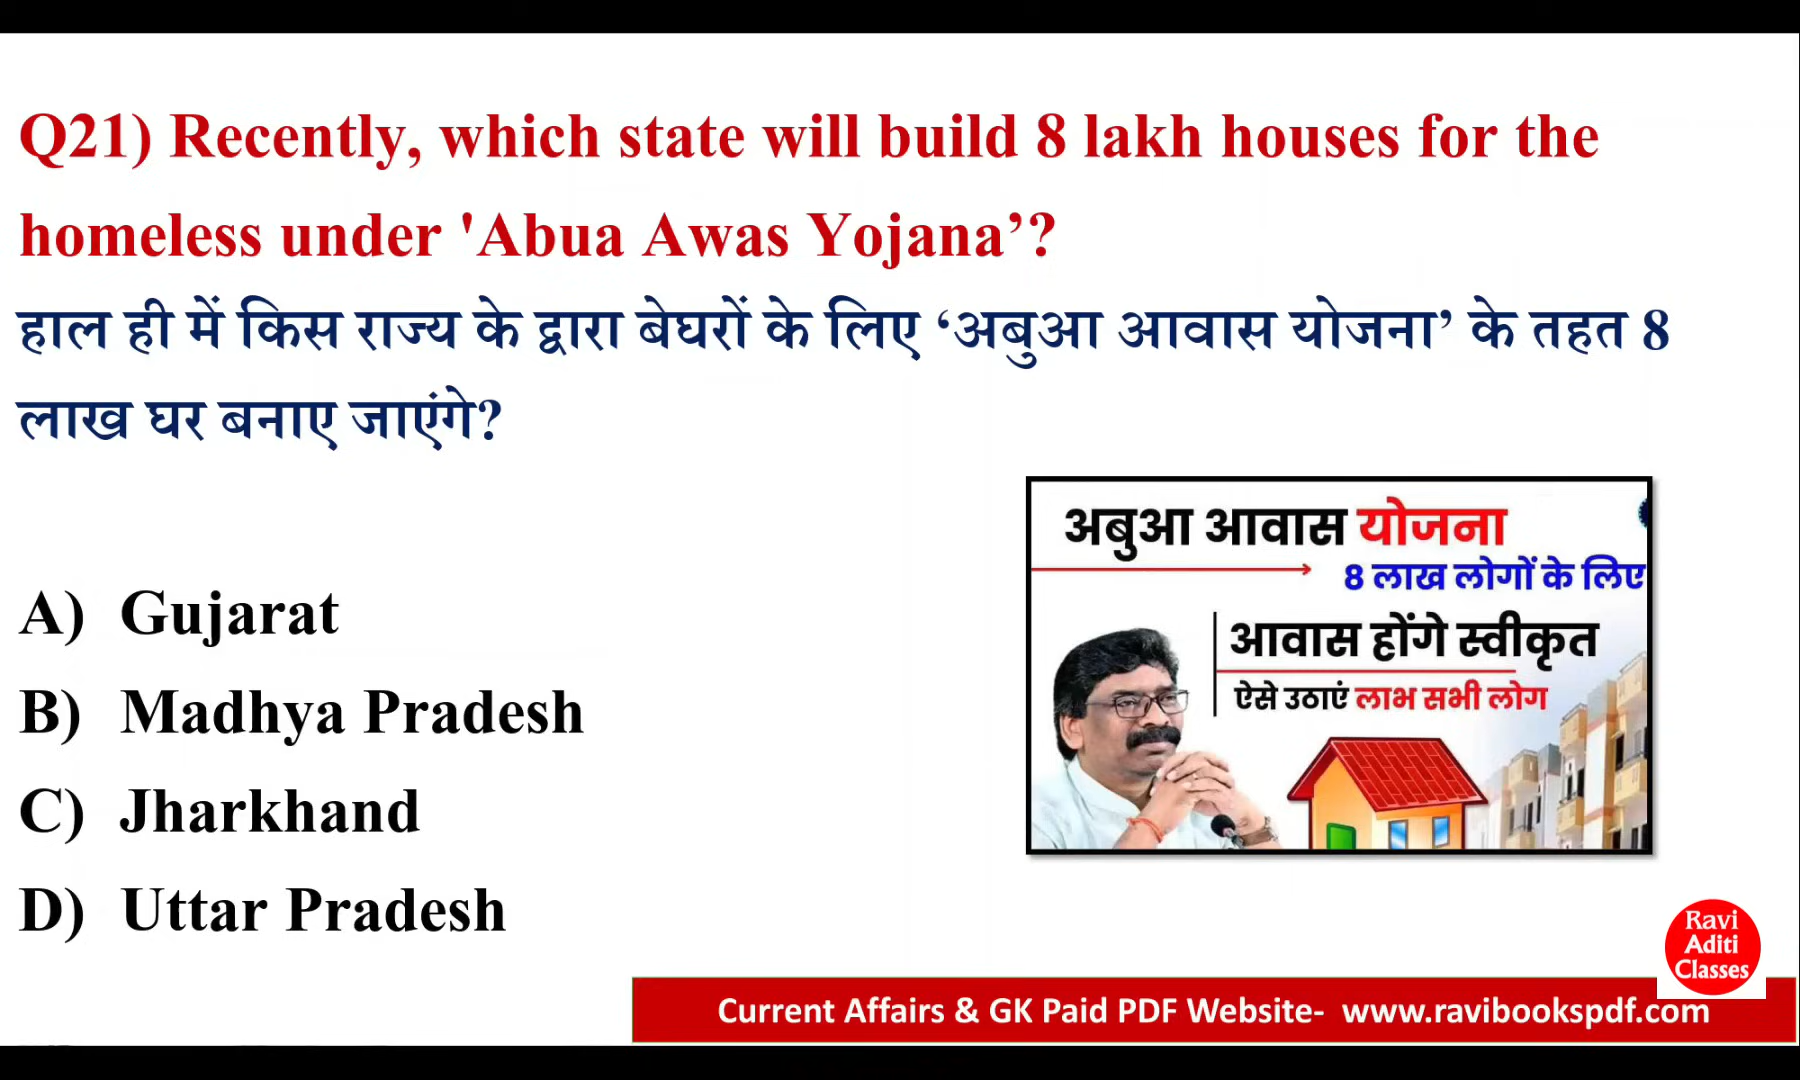 Q21) Recently, which state will build 8 lakh houses for the
homeless under 'Abua Awas Yojana’?
हाल ही में किस राज्य के द्वारा बेघरों के लिए ‘अबुआ आवास योजना’ के तहत 8
लाख घर बनाए जाएंगे?
अबुआ आवास योजना
8 लाख लोगों के लिए
आवास होंगे स्वीकृत
ऐसे उठाएं लाभ सभी लोग
A) Gujarat
B) Madhya Pradesh
C) Jharkhand
D) Uttar Pradesh
Ravi
Aditi
Classes
Current Affairs & GK Paid PDF Website- www.ravibookspdf.com